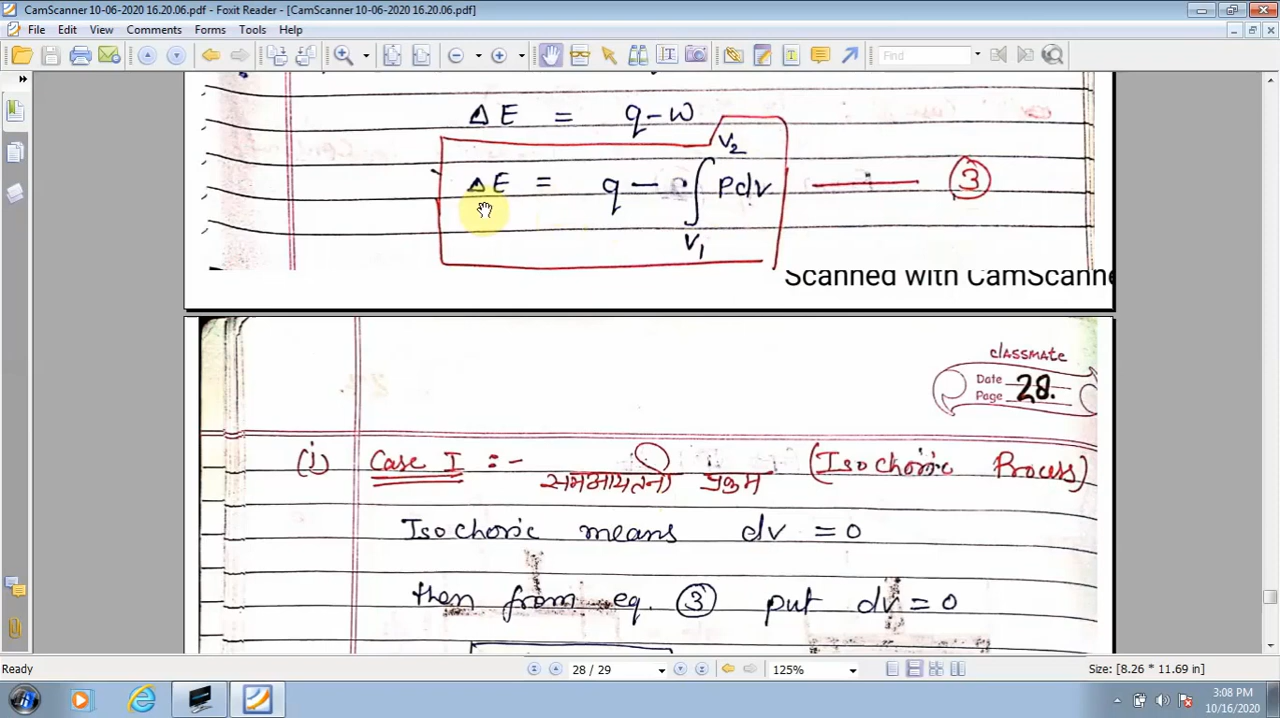 CamScanner 10-06-2020 16.20.06.pdf - Foxit Reader - [CamScanner 10-06-2020 16.20.06.pdf]
File Edit View Comments Forms Tools Help
Find
ΔE = q-w
ΔE = q - ∫ Pdv ——— ③
V₂
V₁
Scanned with CamScanne
classmate
Date
Page 28.
(i) Case I :- समआयतनी प्रक्रम (Isochoric Process)
Isochoric means dv = 0
then from eq. ③ put dv = 0
Ready
28 / 29
125%
Size: [8.26 * 11.69 in]
3:08 PM
10/16/2020